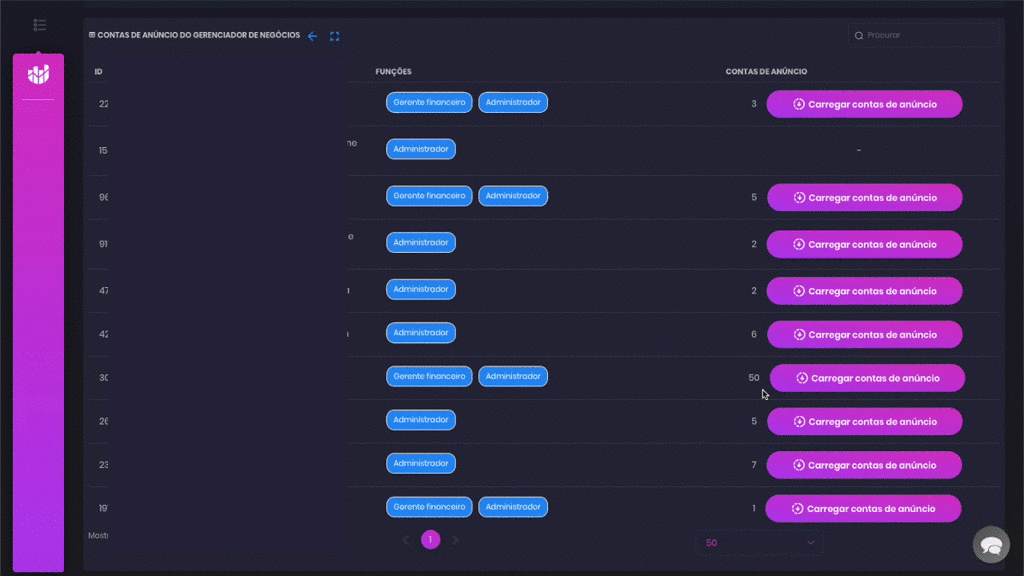 CONTAS DE ANÚNCIO DO GERENCIADOR DE NEGÓCIOS
Procurar
ID FUNÇÕES CONTAS DE ANÚNCIO
22 Gerente financeiro Administrador 3 Carregar contas de anúncio
15 ne Administrador -
96 Gerente financeiro Administrador 5 Carregar contas de anúncio
91 e Administrador 2 Carregar contas de anúncio
47 Administrador 2 Carregar contas de anúncio
42 Administrador 6 Carregar contas de anúncio
30 Gerente financeiro Administrador 50 Carregar contas de anúncio
26 Administrador 5 Carregar contas de anúncio
23 Administrador 7 Carregar contas de anúncio
19 Gerente financeiro Administrador 1 Carregar contas de anúncio
Mostr 1 50